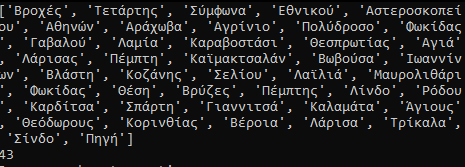 ['Βροχές', 'Τετάρτης', 'Σύμφωνα', 'Εθνικού', 'Αστεροσκοπεί
ου', 'Αθηνών', 'Αράχωβα', 'Αγρίνιο', 'Πολύδροσο', 'Φωκίδας
', 'Γαβαλού', 'Λαμία', 'Καραβοστάσι', 'Θεσπρωτίας', 'Αγιά'
, 'Λάρισας', 'Πέμπτη', 'Καϊμακτσαλάν', 'Βωβούσα', 'Ιωαννίν
ων', 'Βλάστη', 'Κοζάνης', 'Σελίου', 'Λαϊλιά', 'Μαυρολιθάρι
', 'Φωκίδας', 'Θέση', 'Βρύζες', 'Πέμπτης', 'Λίνδο', 'Ρόδου
', 'Καρδίτσα', 'Σπάρτη', 'Γιαννιτσά', 'Καλαμάτα', 'Άγιους'
, 'Θεόδωρους', 'Κορινθίας', 'Βέροια', 'Λάρισα', 'Τρίκαλα',
'Σίνδο', 'Πηγή']
43